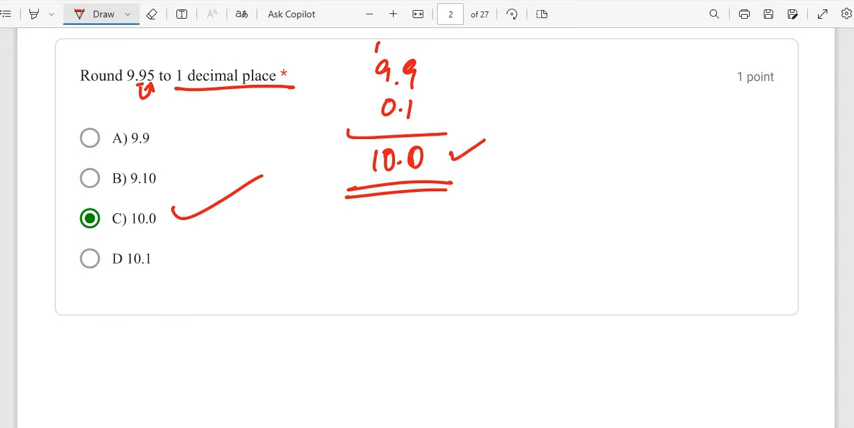 Draw
Ask Copilot
2 of 27
Round 9.95 to 1 decimal place *
1 point
1
9.9
0.1
10.0
A) 9.9
B) 9.10
C) 10.0
D 10.1